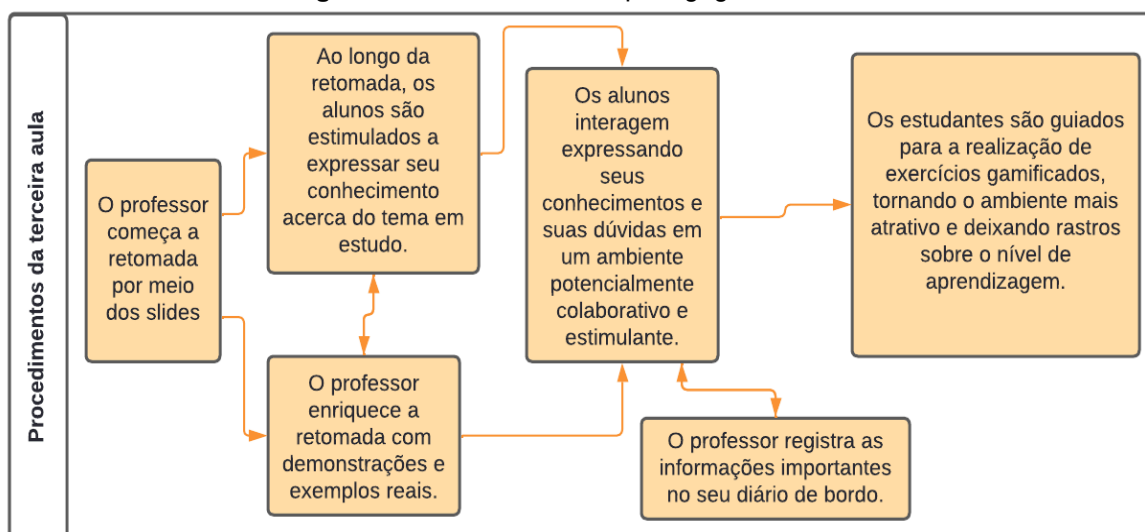 Procedimentos da terceira aula
O professor
começa a
retomada
por meio
dos slides
Ao longo da
retomada, os
alunos são
estimulados a
expressar seu
conhecimento
acerca do tema em
estudo.
O professor
enriquece a
retomada com
demonstrações e
exemplos reais.
Os alunos
interagem
expressando
seus
conhecimentos e
suas dúvidas em
um ambiente
potencialmente
colaborativo e
estimulante.
O professor registra as
informações importantes
no seu diário de bordo.
Os estudantes são guiados
para a realização de
exercícios gamificados,
tornando o ambiente mais
atrativo e deixando rastros
sobre o nível de
aprendizagem.